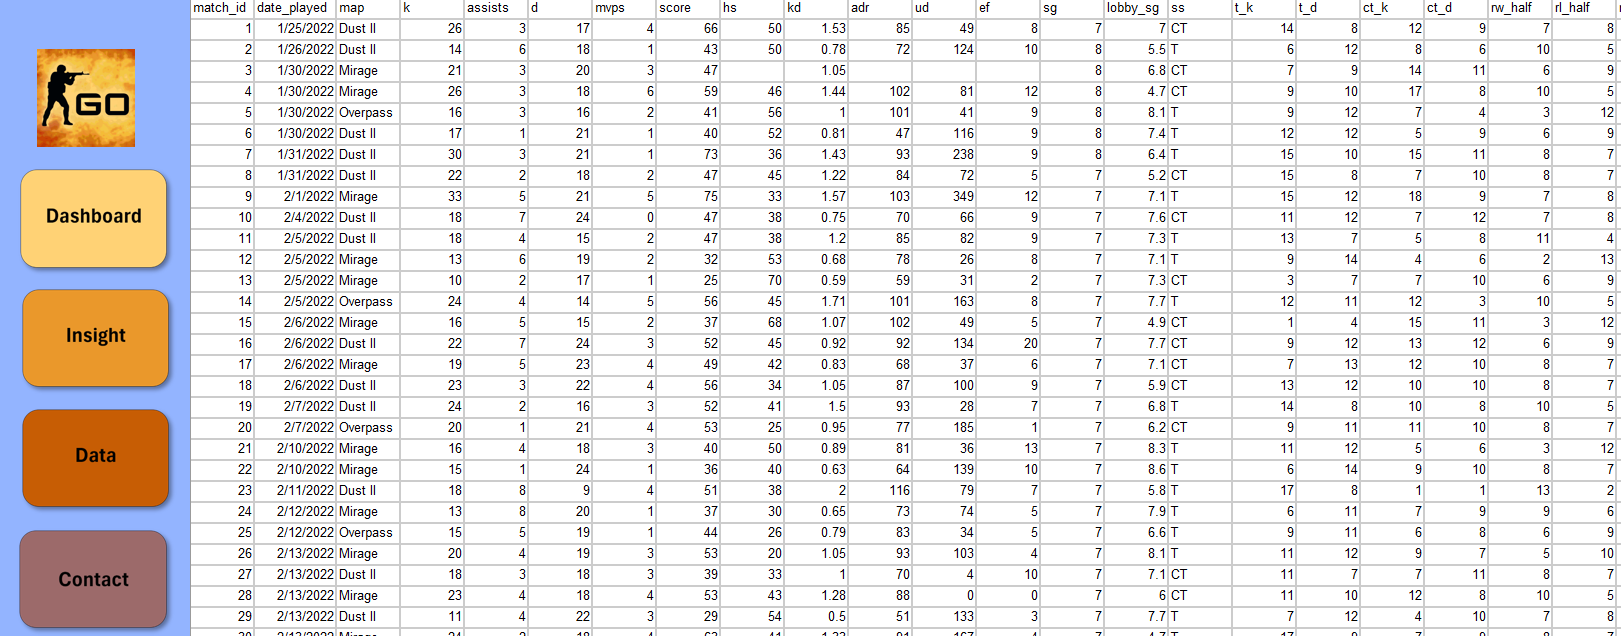 match_id date_played map k assists d mvps score hs kd adr ud ef sg lobby_sg ss t_k t_d ct_k ct_d rw_half rl_half
1 1/25/2022 Dust II 26 3 17 4 66 50 1.53 85 49 8 7 7 CT 14 8 12 9 7 8
2 1/26/2022 Dust II 14 6 18 1 43 50 0.78 72 124 10 8 5.5 T 6 12 8 6 10 5
3 1/30/2022 Mirage 21 3 20 3 47 1.05 8 6.8 CT 7 9 14 11 6 9
4 1/30/2022 Mirage 26 3 18 6 59 46 1.44 102 81 12 8 4.7 CT 9 10 17 8 10 5
5 1/30/2022 Overpass 16 3 16 2 41 56 1 101 41 9 8 8.1 T 9 12 7 4 3 12
6 1/30/2022 Dust II 17 1 21 1 40 52 0.81 47 116 9 8 7.4 T 12 12 5 9 6 9
7 1/31/2022 Dust II 30 3 21 1 73 36 1.43 93 238 9 8 6.4 T 15 10 15 11 8 7
8 1/31/2022 Dust II 22 2 18 2 47 45 1.22 84 72 5 7 5.2 CT 15 8 7 10 8 7
9 2/1/2022 Mirage 33 5 21 5 75 33 1.57 103 349 12 7 7.1 T 15 12 18 9 7 8
10 2/4/2022 Dust II 18 7 24 0 47 38 0.75 70 66 9 7 7.6 CT 11 12 7 12 7 8
11 2/5/2022 Dust II 18 4 15 2 47 38 1.2 85 82 9 7 7.3 T 13 7 5 8 11 4
12 2/5/2022 Mirage 13 6 19 2 32 53 0.68 78 26 8 7 7.1 T 9 14 4 6 2 13
13 2/5/2022 Mirage 10 2 17 1 25 70 0.59 59 31 2 7 7.3 CT 3 7 7 10 6 9
14 2/5/2022 Overpass 24 4 14 5 56 45 1.71 101 163 8 7 7.7 T 12 11 12 3 10 5
15 2/6/2022 Mirage 16 5 15 2 37 68 1.07 102 49 5 7 4.9 CT 1 4 15 11 3 12
16 2/6/2022 Dust II 22 7 24 3 52 45 0.92 92 134 20 7 7.7 CT 9 12 13 12 6 9
17 2/6/2022 Mirage 19 5 23 4 49 42 0.83 68 37 6 7 7.1 CT 7 13 12 10 8 7
18 2/6/2022 Dust II 23 3 22 4 56 34 1.05 87 100 9 7 5.9 CT 13 12 10 10 8 7
19 2/7/2022 Dust II 24 2 16 3 52 41 1.5 93 28 7 7 6.8 T 14 8 10 8 10 5
20 2/7/2022 Overpass 20 1 21 4 53 25 0.95 77 185 1 7 6.2 CT 9 11 11 10 8 7
21 2/10/2022 Mirage 16 4 18 3 40 50 0.89 81 36 13 7 8.3 T 11 12 5 6 3 12
22 2/10/2022 Mirage 15 1 24 1 36 40 0.63 64 139 10 7 8.6 T 6 14 9 10 8 7
23 2/11/2022 Dust II 18 8 9 4 51 38 2 116 79 7 7 5.8 T 17 8 1 1 13 2
24 2/12/2022 Mirage 13 8 20 1 37 30 0.65 73 74 5 7 7.9 T 6 11 7 9 9 6
25 2/12/2022 Overpass 15 5 19 1 44 26 0.79 83 34 5 7 6.6 T 9 11 6 8 6 9
26 2/13/2022 Mirage 20 4 19 3 53 20 1.05 93 103 4 7 8.1 T 11 12 9 7 5 10
27 2/13/2022 Dust II 18 3 18 3 39 33 1 70 4 10 7 7.1 CT 11 7 7 11 8 7
28 2/13/2022 Mirage 23 4 18 4 53 43 1.28 88 0 0 7 6 CT 11 10 12 8 10 5
29 2/13/2022 Dust II 11 4 22 3 29 54 0.5 51 133 3 7 7.7 T 7 12 4 10 7 8
GO
Dashboard
Insight
Data
Contact